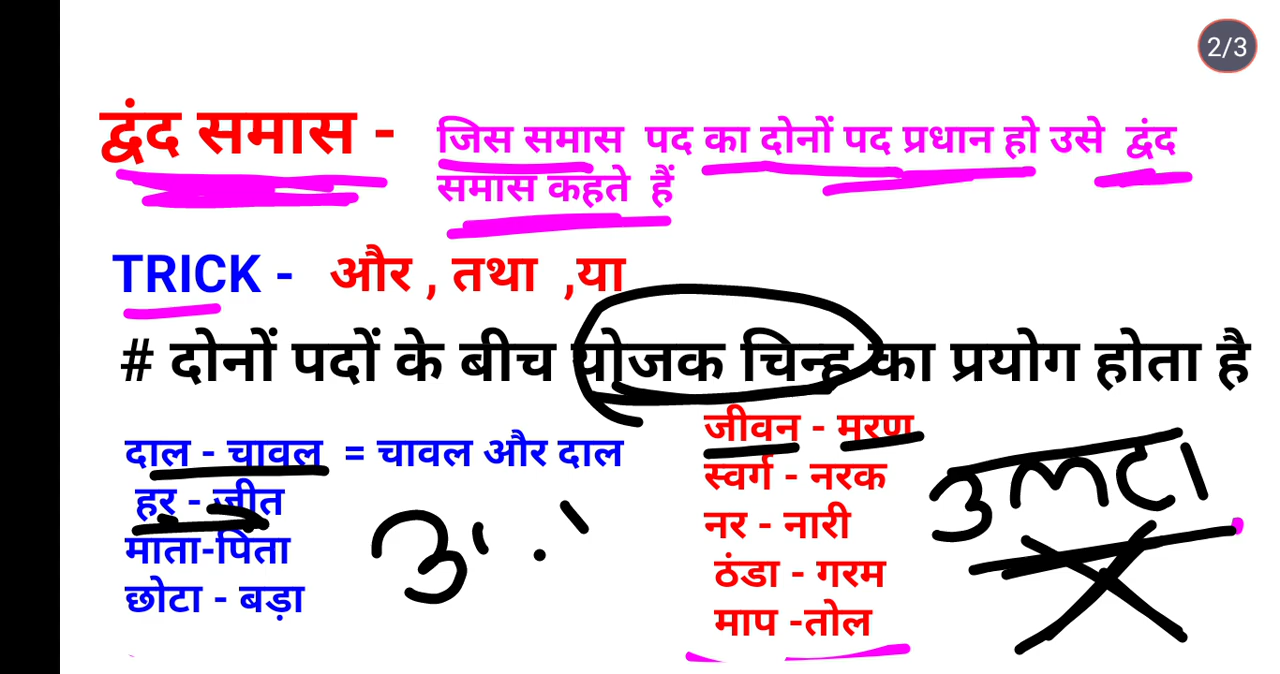 2/3
द्वंद समास - जिस समास पद का दोनों पद प्रधान हो उसे द्वंद
समास कहते हैं
TRICK - और , तथा ,या
# दोनों पदों के बीच योजक चिन्ह का प्रयोग होता है
दाल - चावल = चावल और दाल
हर - जीत
माता-पिता
छोटा - बड़ा
जीवन - मरण
स्वर्ग - नरक
नर - नारी
ठंडा - गरम
माप -तोल
उलटा